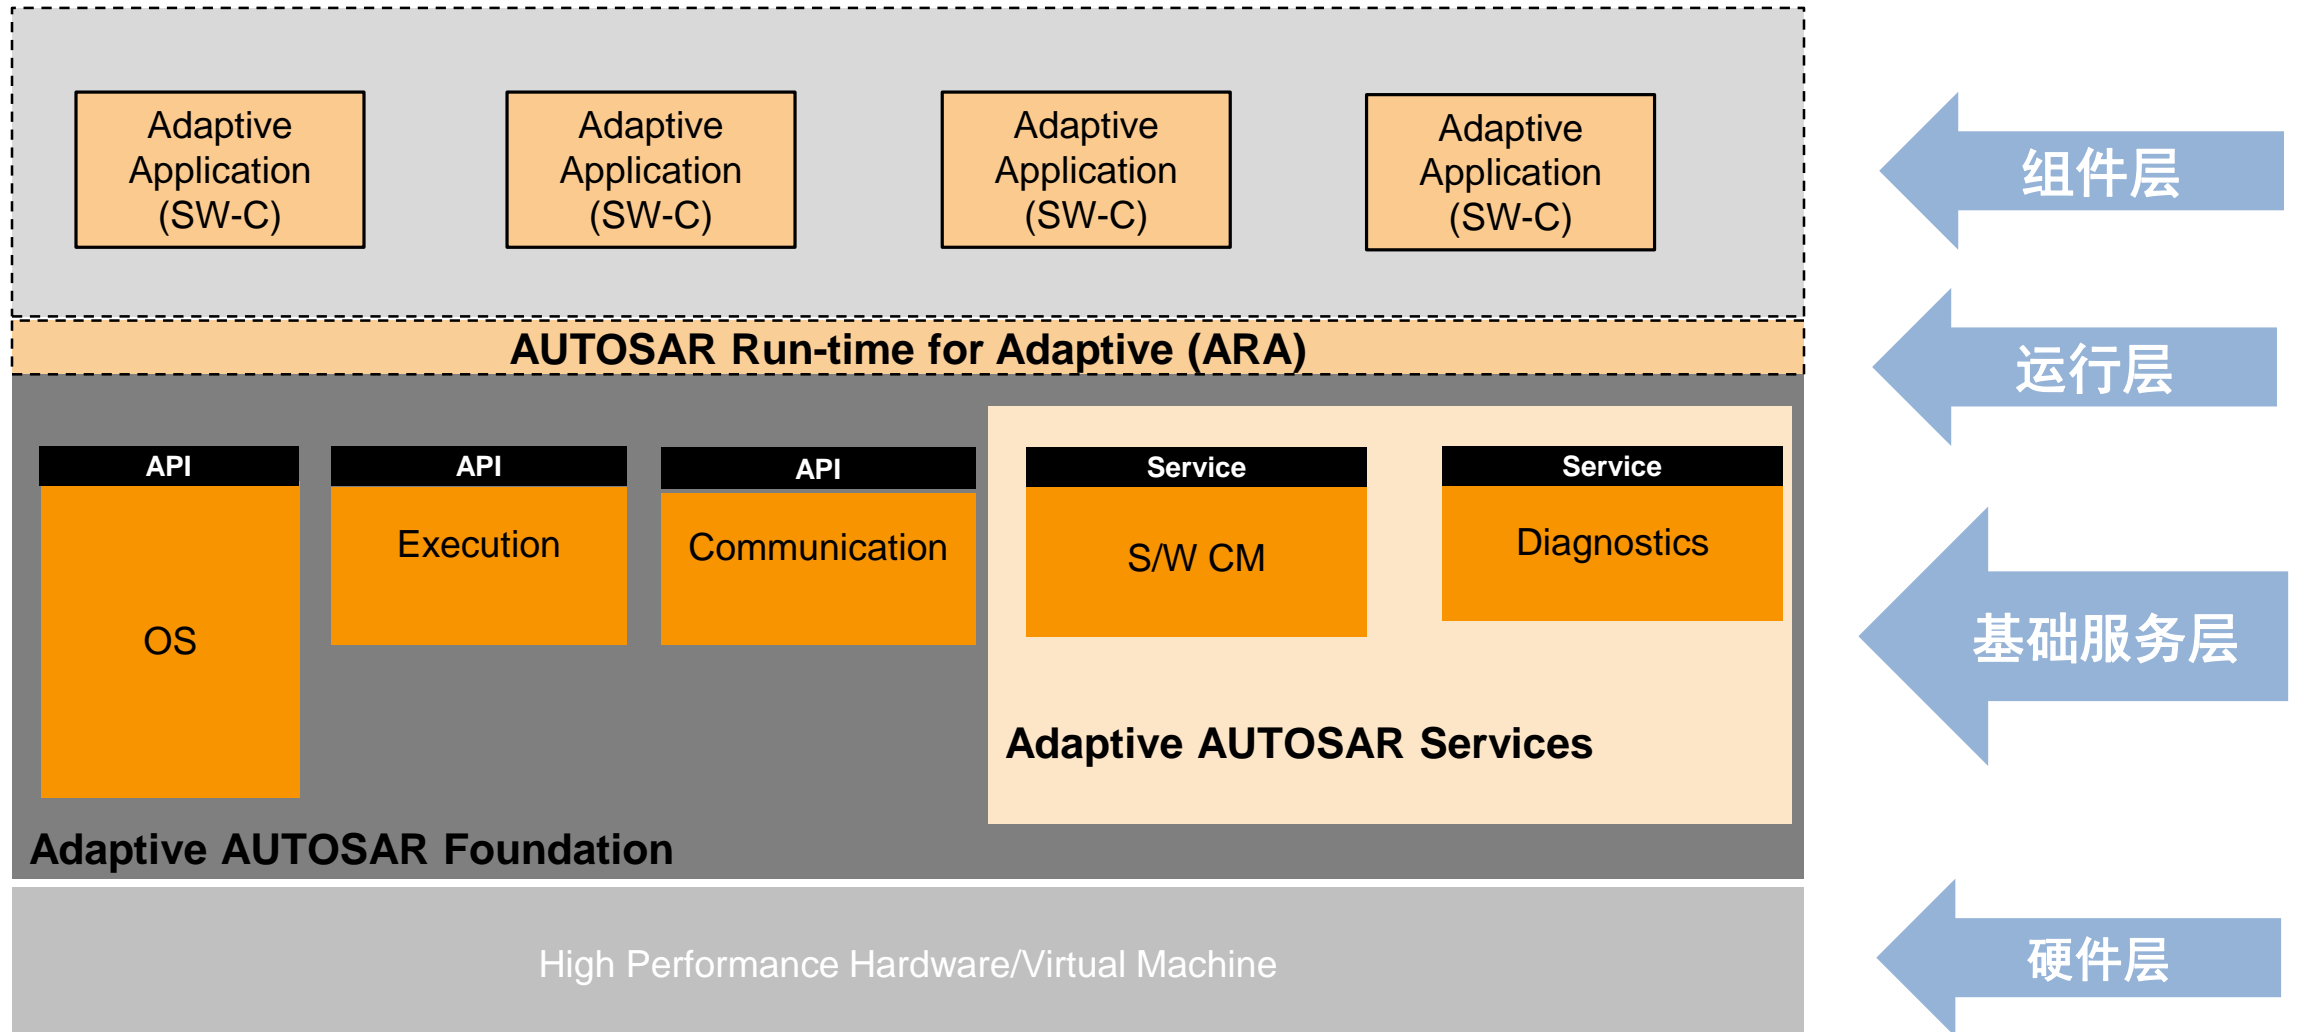 Adaptive
Application
(SW-C)
Adaptive
Application
(SW-C)
Adaptive
Application
(SW-C)
Adaptive
Application
(SW-C)
组件层
AUTOSAR Run-time for Adaptive (ARA)
运行层
API
OS
API
Execution
API
Communication
Service
S/W CM
Service
Diagnostics
Adaptive AUTOSAR Services
Adaptive AUTOSAR Foundation
基础服务层
High Performance Hardware/Virtual Machine
硬件层